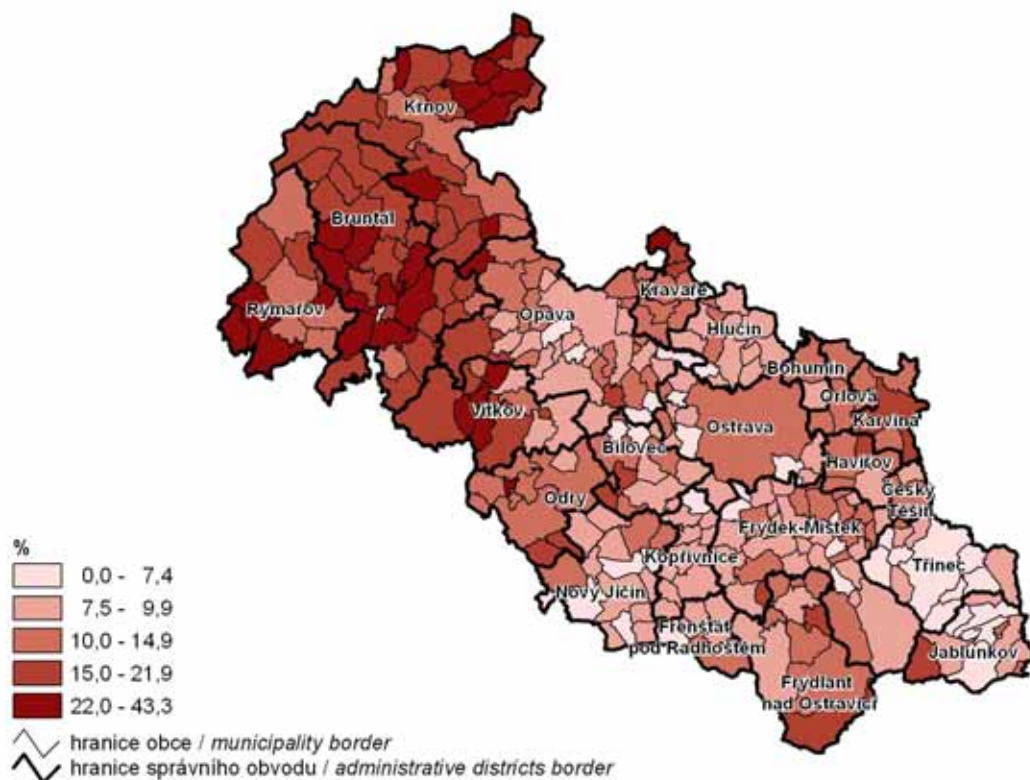 Krnov
Bruntál
Rýmařov
Opava
Kravaře
Hlučín
Bohumín
Orlová
Karviná
Vítkov
Ostrava
Bílovec
Havířov
Český
Těšín
Odry
Frýdek-Místek
Třinec
Kopřivnice
Nový Jičín
Frenštát
pod Radhoštěm
Jablunkov
Frýdlant
nad Ostravicí
%
0,0 - 7,4
7,5 - 9,9
10,0 - 14,9
15,0 - 21,9
22,0 - 43,3
hranice obce / municipality border
hranice správního obvodu / administrative districts border